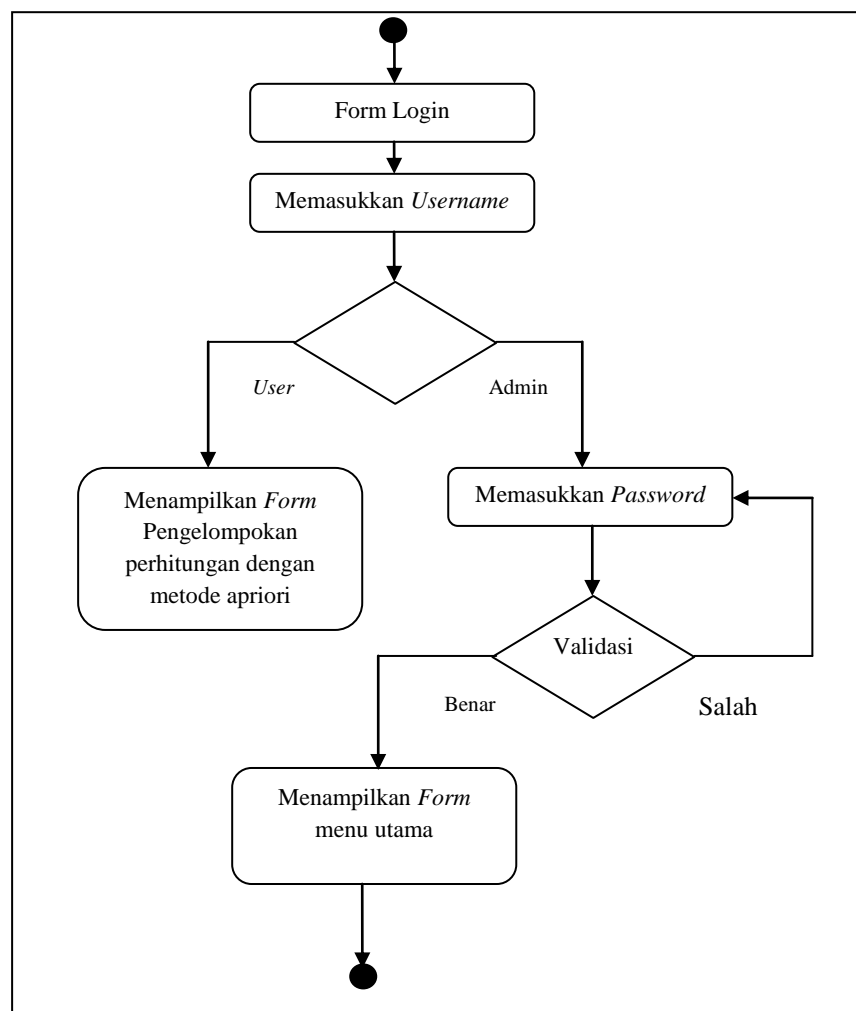 Form Login
Memasukkan Username
User
Admin
Menampilkan Form
Pengelompokan
perhitungan dengan
metode apriori
Memasukkan Password
Validasi
Benar
Salah
Menampilkan Form
menu utama